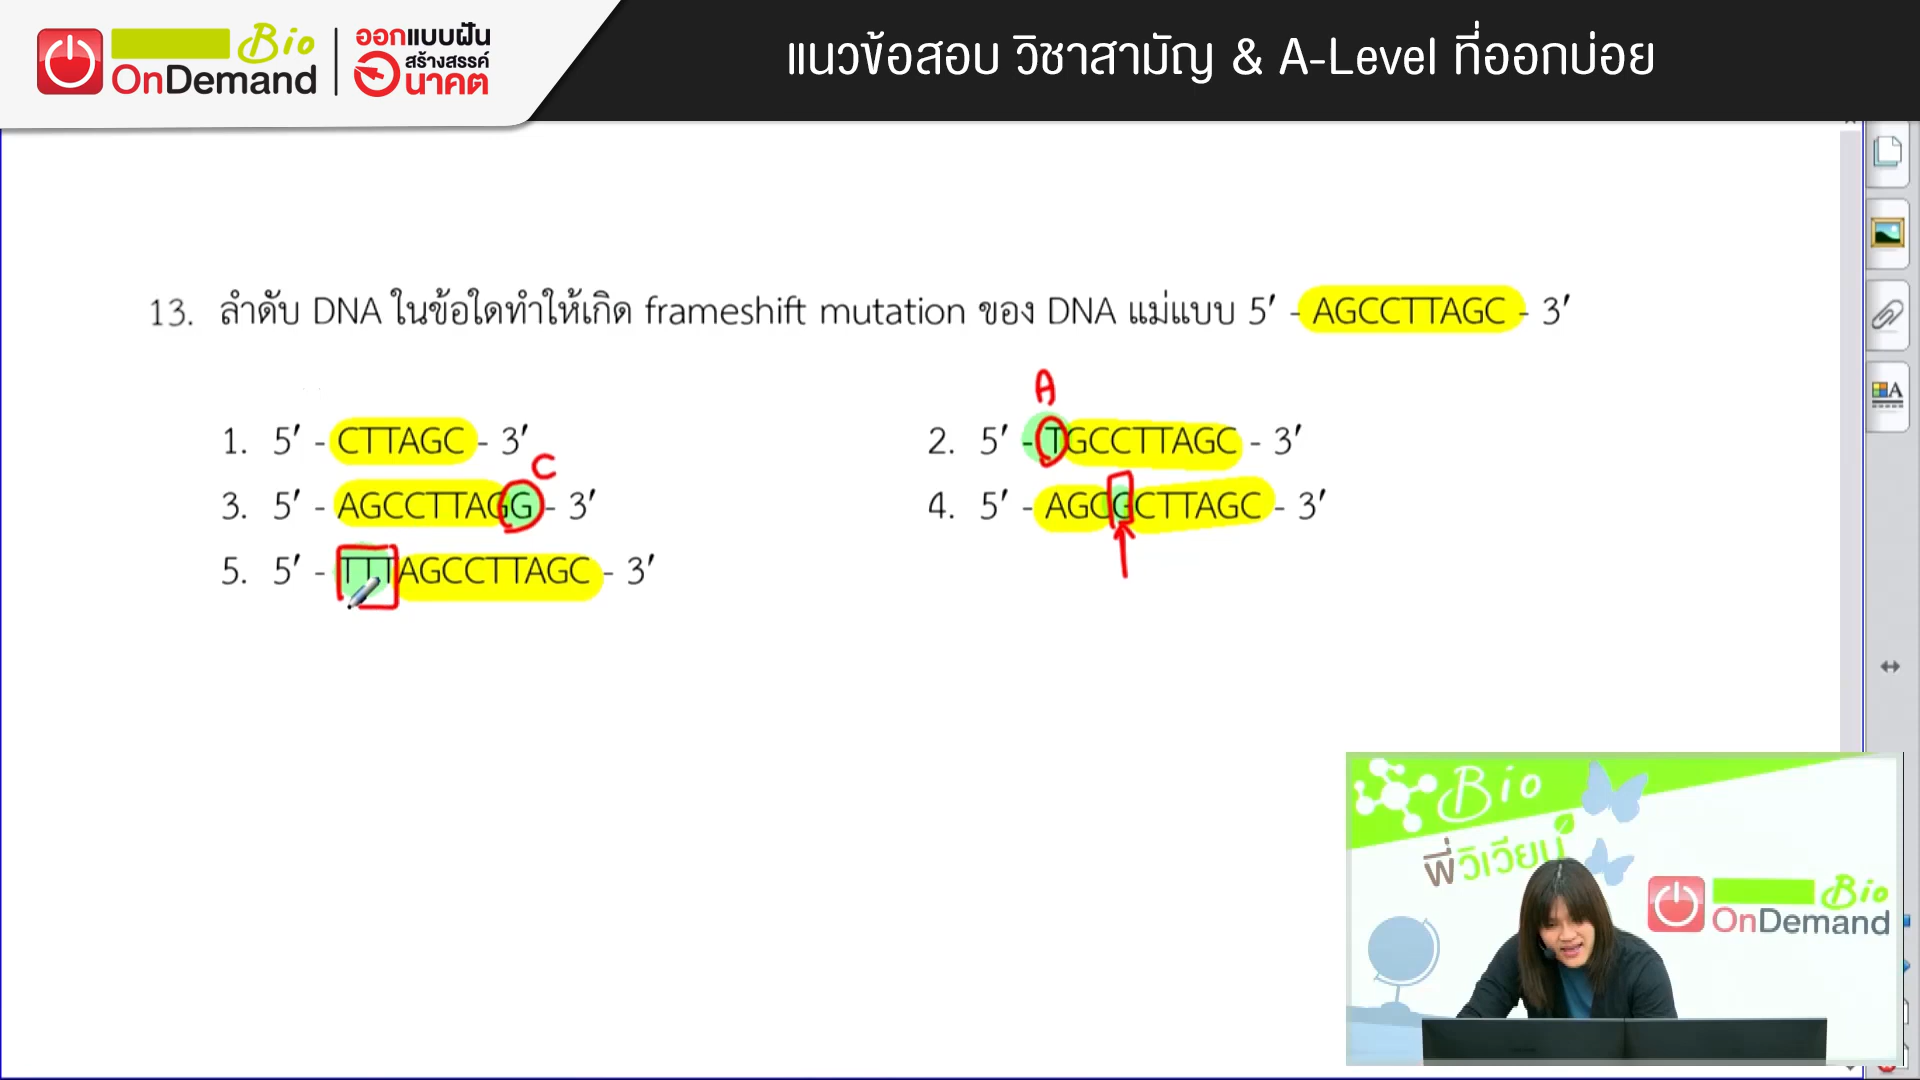 Bio
OnDemand
ออกแบบฝัน
สร้างสรรค์
อนาคต
แนวข้อสอบ วิชาสามัญ & A-Level ที่ออกบ่อย
13. ลำดับ DNA ในข้อใดทำให้เกิด frameshift mutation ของ DNA แม่แบบ 5′ - AGCCTTAGC - 3′
A
1. 5′ - CTTAGC - 3′
2. 5′ - TGCCTTAGC - 3′
C
3. 5′ - AGCCTTAGG - 3′
4. 5′ - AGCGCTTAGC - 3′
5. 5′ - TTTAGCCTTAGC - 3′
Bio
พี่วิเวียน
Bio
OnDemand